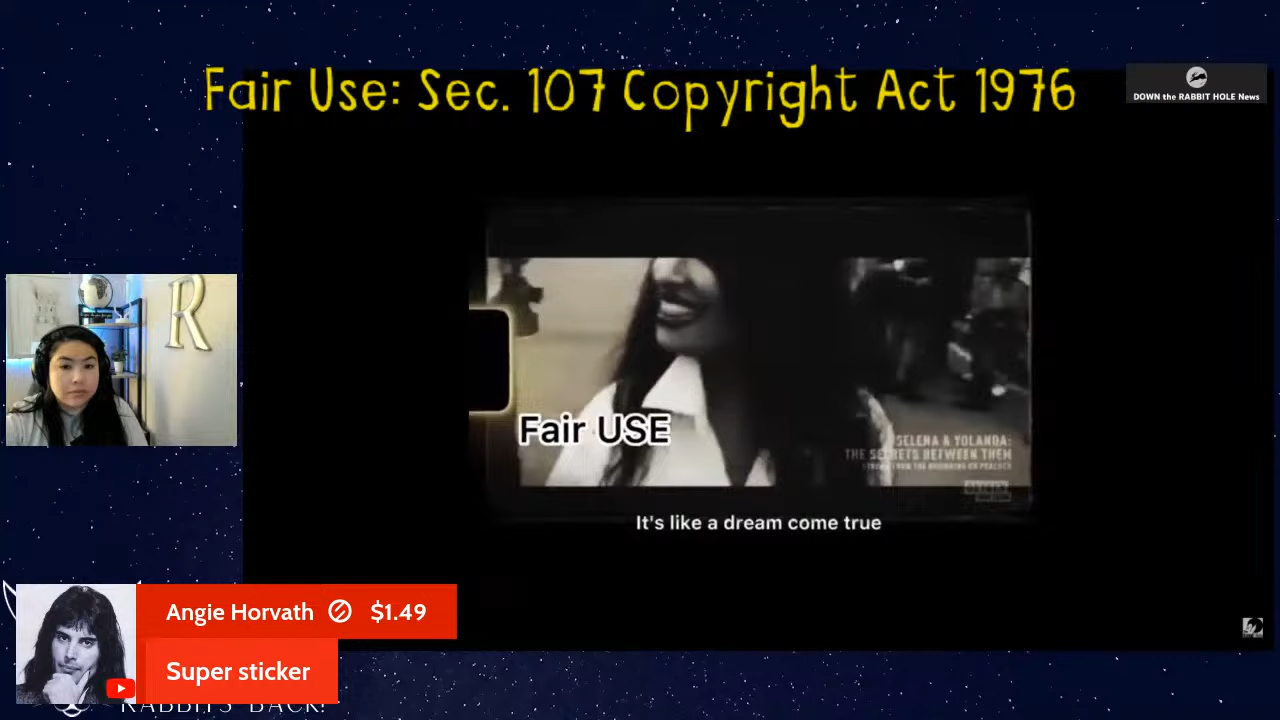 Fair Use: Sec. 107 Copyright Act 1976
DOWN the RABBIT HOLE News
R
Fair USE
SELENA & YOLANDA:
THE SECRETS BETWEEN THEM
It's like a dream come true
Angie Horvath $1.49
Super sticker
RABBITS BACK!